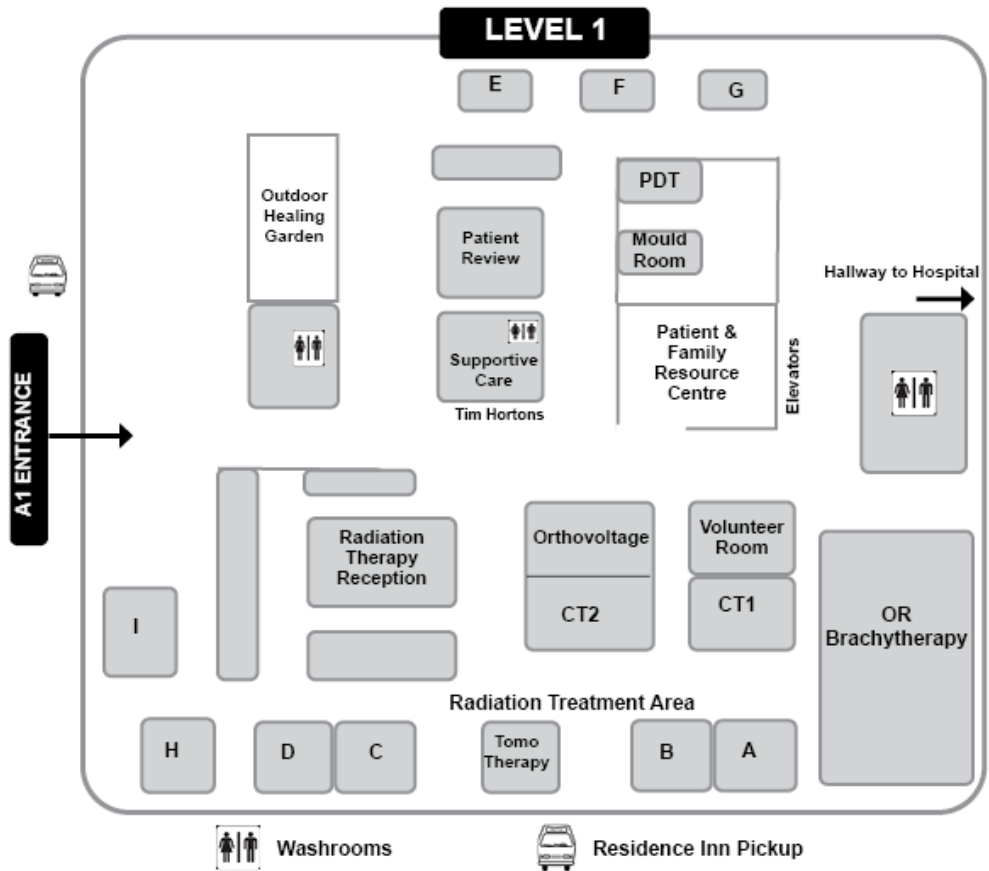 LEVEL 1
E
F
G
Outdoor
Healing
Garden
Patient
Review
PDT
Mould
Room
Hallway to Hospital
Supportive
Care
Tim Hortons
Patient &
Family
Resource
Centre
Elevators
A1 ENTRANCE
Radiation
Therapy
Reception
Orthovoltage
CT2
Volunteer
Room
CT1
OR
Brachytherapy
I
Radiation Treatment Area
H
D
C
Tomo
Therapy
B
A
Washrooms
Residence Inn Pickup